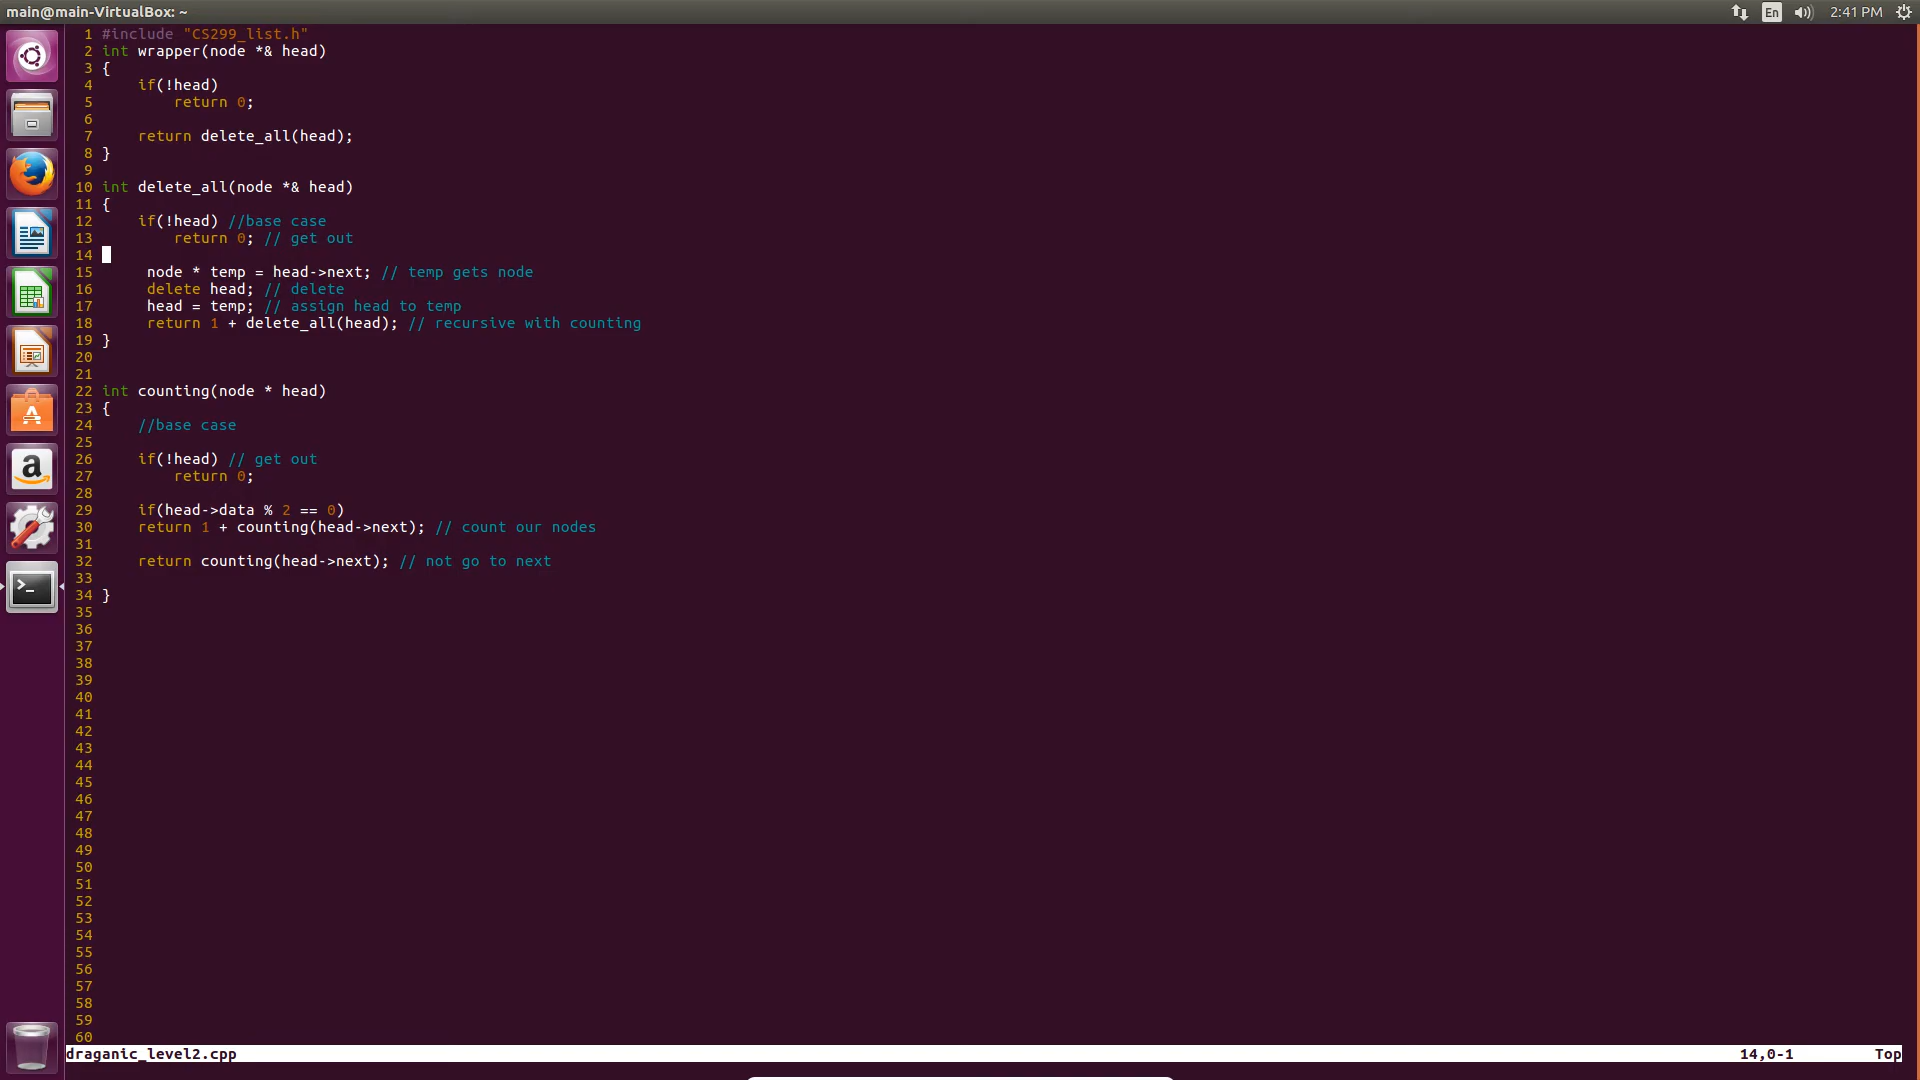 main@main-VirtualBox: ~
En
2:41 PM
1 #include "CS299_list.h"
2 int wrapper(node *& head)
3 {
4     if(!head)
5         return 0;
6
7     return delete_all(head);
8 }
9
10 int delete_all(node *& head)
11 {
12     if(!head) //base case
13         return 0; // get out
14
15      node * temp = head->next; // temp gets node
16      delete head; // delete
17      head = temp; // assign head to temp
18      return 1 + delete_all(head); // recursive with counting
19 }
20
21
22 int counting(node * head)
23 {
24     //base case
25
26     if(!head) // get out
27         return 0;
28
29     if(head->data % 2 == 0)
30     return 1 + counting(head->next); // count our nodes
31
32     return counting(head->next); // not go to next
33
34 }
35
36
37
38
39
40
41
42
43
44
45
46
47
48
49
50
51
52
53
54
55
56
57
58
59
60
draganic_level2.cpp 14,0-1 Top